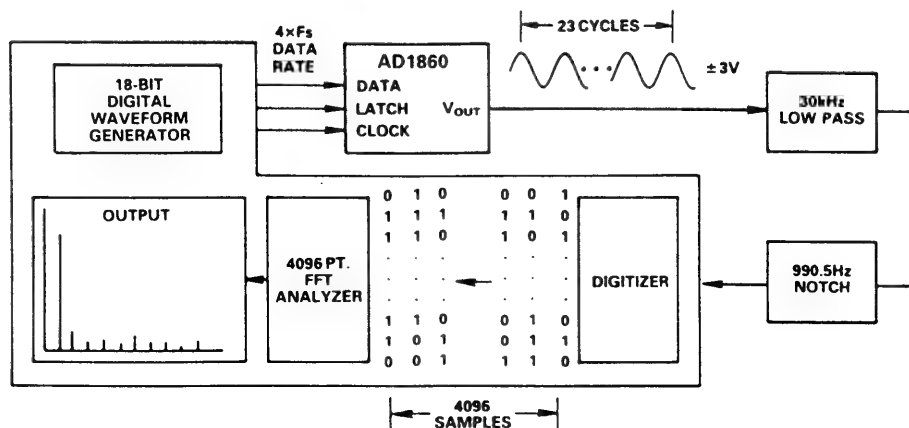 18-BIT
DIGITAL
WAVEFORM
GENERATOR
4×Fs
DATA
RATE
AD1860
DATA
LATCH
CLOCK
VOUT
23 CYCLES
±3V
30kHz
LOW PASS
OUTPUT
4096 PT.
FFT
ANALYZER
0 1 0
1 1 1
1 1 0
. . .
. . .
. . .
1 1 0
1 0 1
0 0 1
0 0 1
1 1 0
1 0 1
. . .
. . .
. . .
0 1 0
0 1 0
1 1 0
DIGITIZER
990.5Hz
NOTCH
4096
SAMPLES